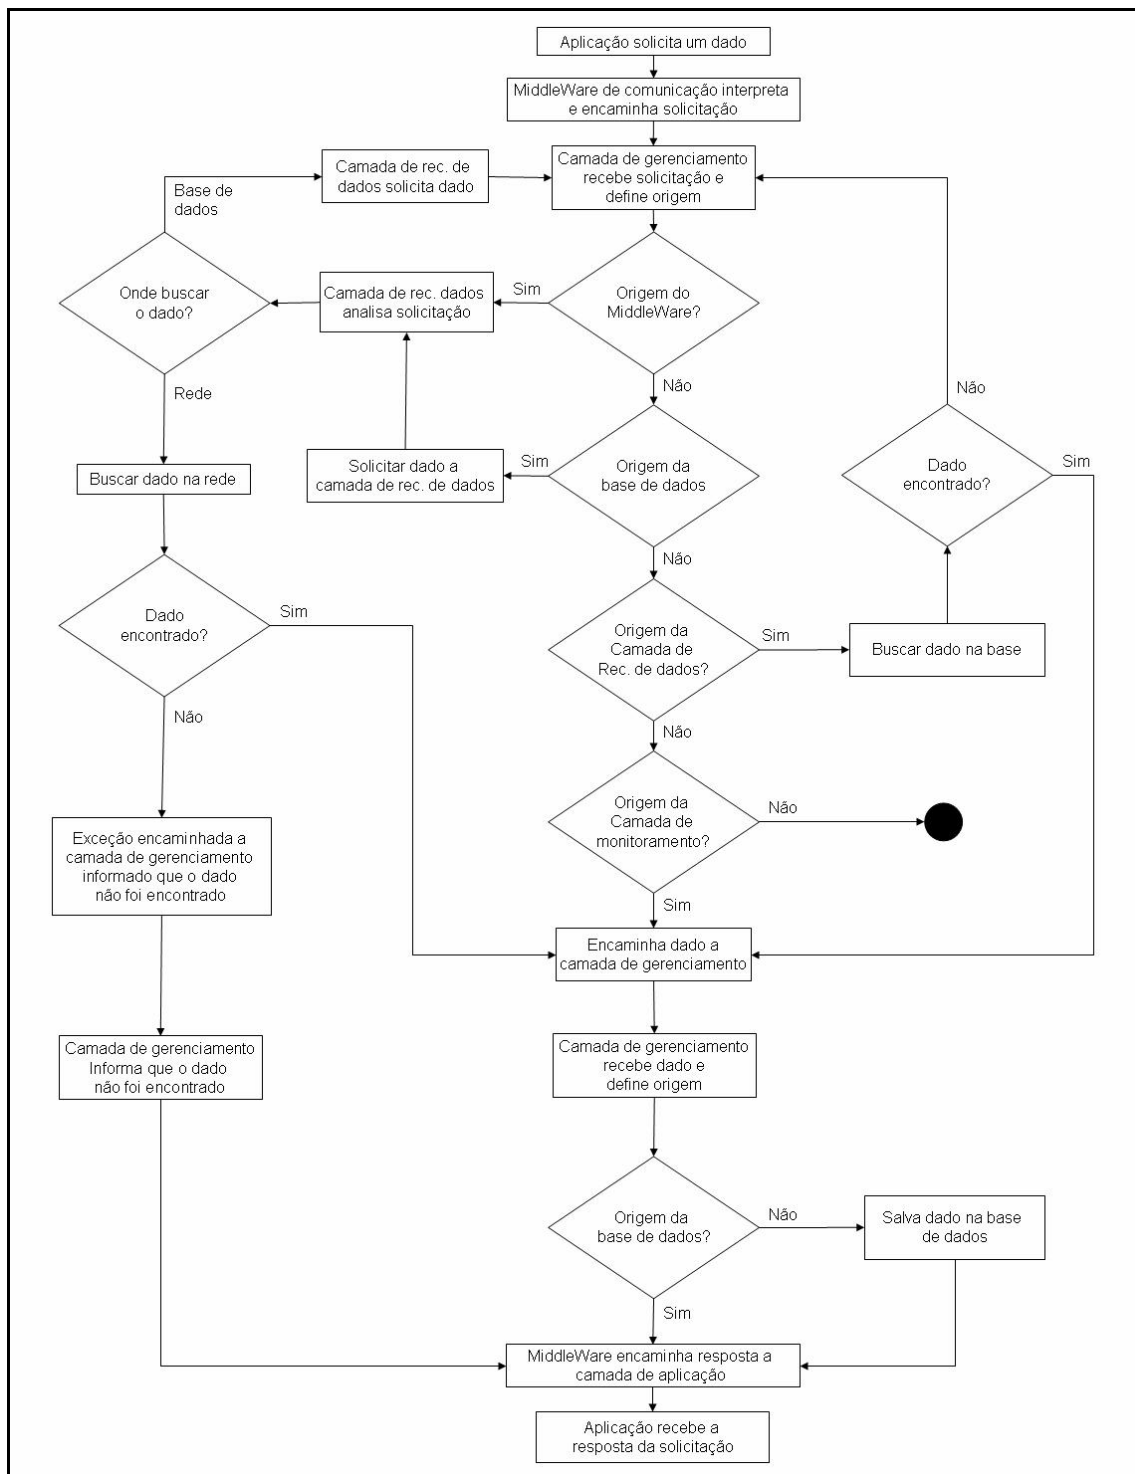 Aplicação solicita um dado
MiddleWare de comunicação interpreta
e encaminha solicitação
Camada de gerenciamento
recebe solicitação e
define origem
Camada de rec. de
dados solicita dado
Base de
dados
Onde buscar
o dado?
Camada de rec. dados
analisa solicitação
Sim
Origem do
MiddleWare?
Não
Rede
Não
Solicitar dado a
camada de rec. de dados
Sim
Origem da
base de dados
Dado
encontrado?
Sim
Buscar dado na rede
Não
Dado
encontrado?
Sim
Origem da
Camada de
Rec. de dados?
Sim
Buscar dado na base
Não
Não
Origem da
Camada de
monitoramento?
Não
Exceção encaminhada a
camada de gerenciamento
informado que o dado
não foi encontrado
Sim
Encaminha dado a
camada de gerenciamento
Camada de gerenciamento
Informa que o dado
não foi encontrado
Camada de gerenciamento
recebe dado e
define origem
Origem da
base de dados?
Não
Salva dado na base
de dados
Sim
MiddleWare encaminha resposta a
camada de aplicação
Aplicação recebe a
resposta da solicitação